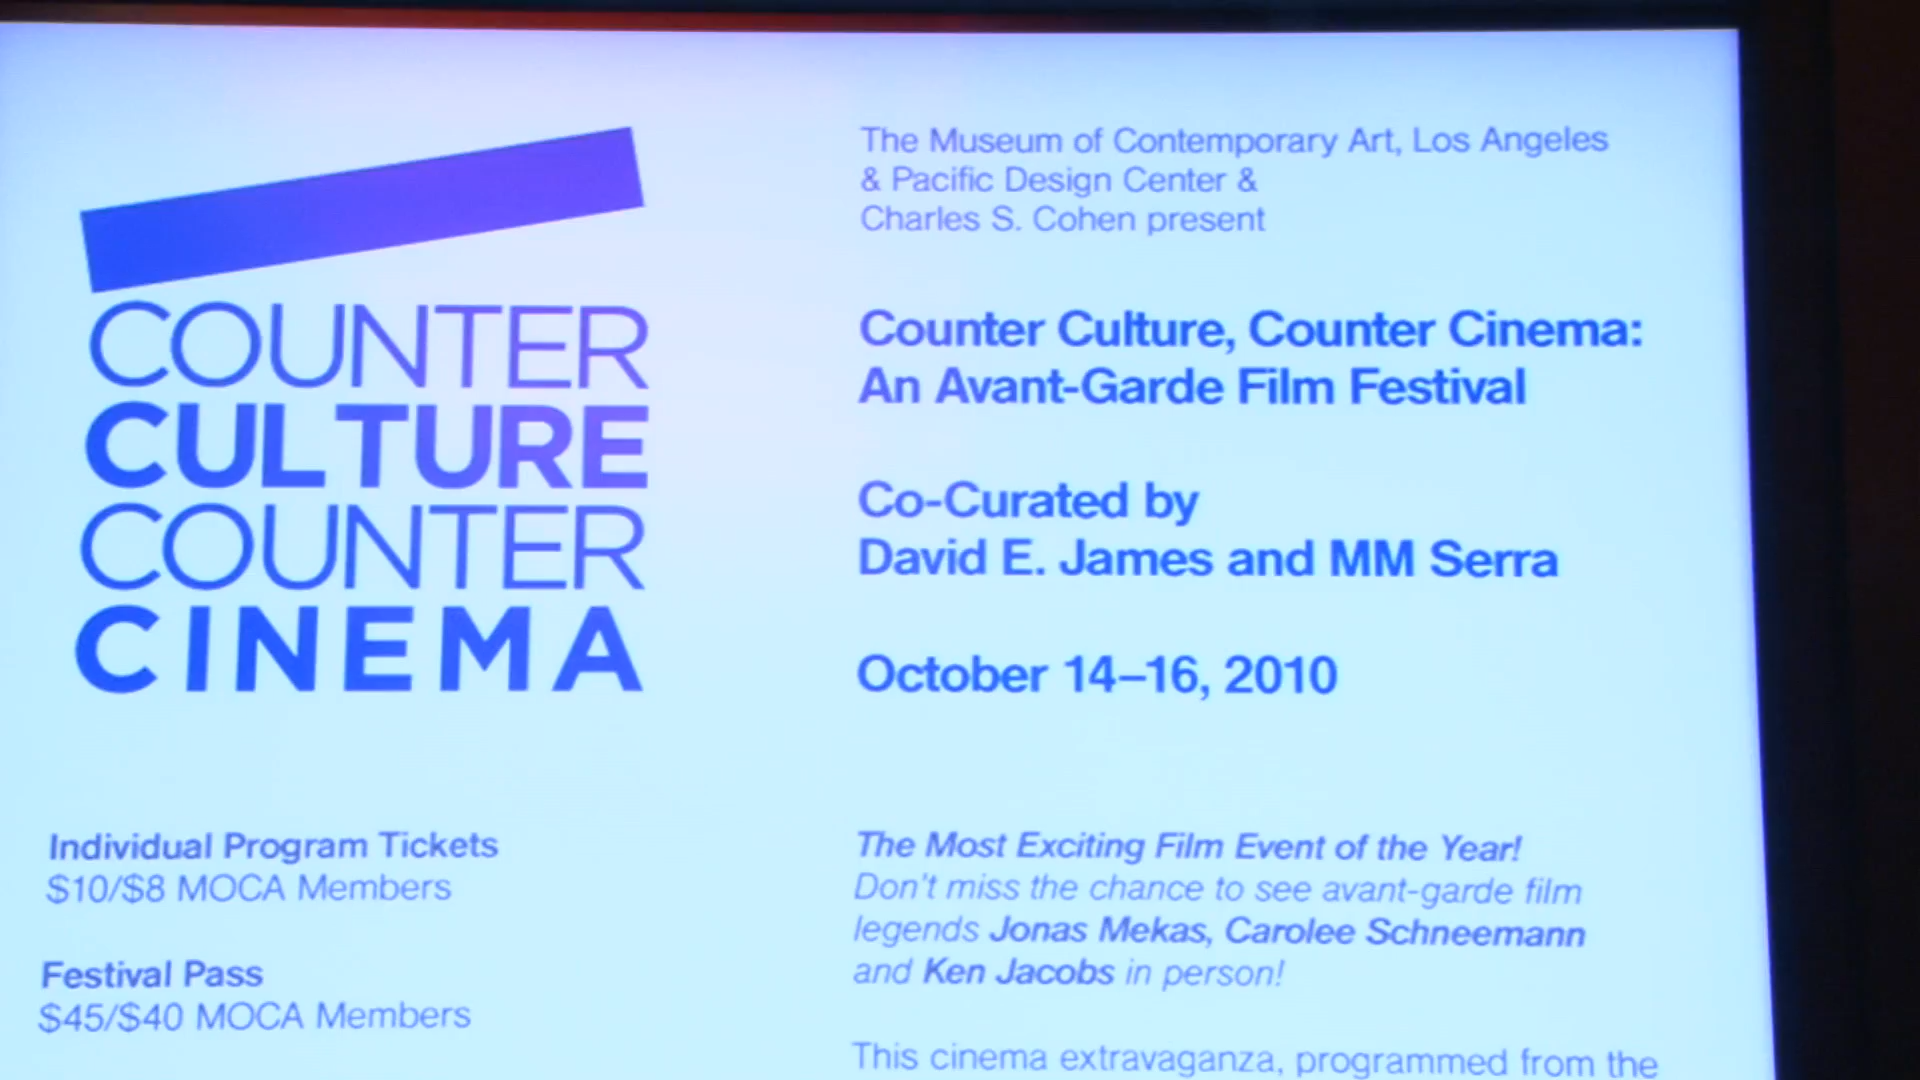 COUNTER
CULTURE
COUNTER
CINEMA
The Museum of Contemporary Art, Los Angeles
& Pacific Design Center &
Charles S. Cohen present
Counter Culture, Counter Cinema:
An Avant-Garde Film Festival
Co-Curated by
David E. James and MM Serra
October 14–16, 2010
Individual Program Tickets
$10/$8 MOCA Members
Festival Pass
$45/$40 MOCA Members
The Most Exciting Film Event of the Year!
Don't miss the chance to see avant-garde film
legends Jonas Mekas, Carolee Schneemann
and Ken Jacobs in person!
This cinema extravaganza, programmed from the